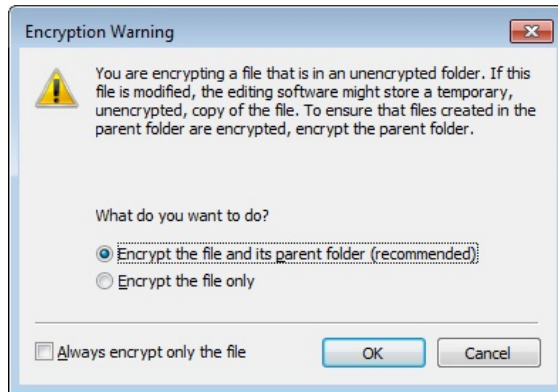 Encryption Warning
You are encrypting a file that is in an unencrypted folder. If this
file is modified, the editing software might store a temporary,
unencrypted, copy of the file. To ensure that files created in the
parent folder are encrypted, encrypt the parent folder.
What do you want to do?
Encrypt the file and its parent folder (recommended)
Encrypt the file only
Always encrypt only the file
OK
Cancel